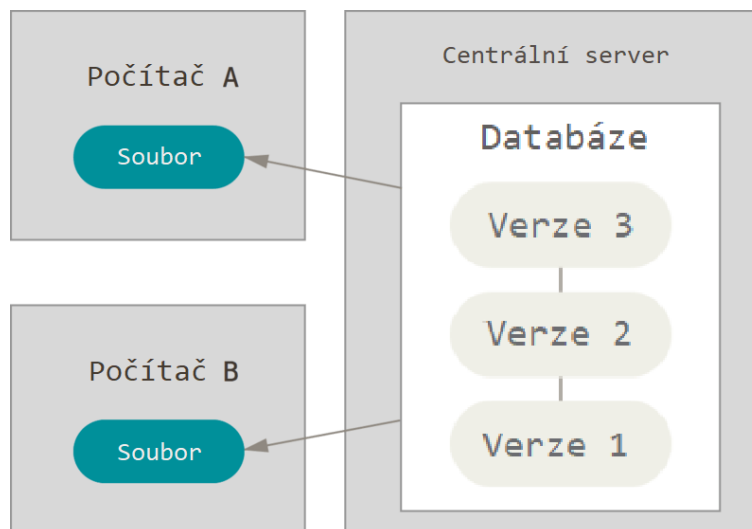 Počítač A
Soubor
Počítač B
Soubor
Centrální server
Databáze
Verze 3
Verze 2
Verze 1